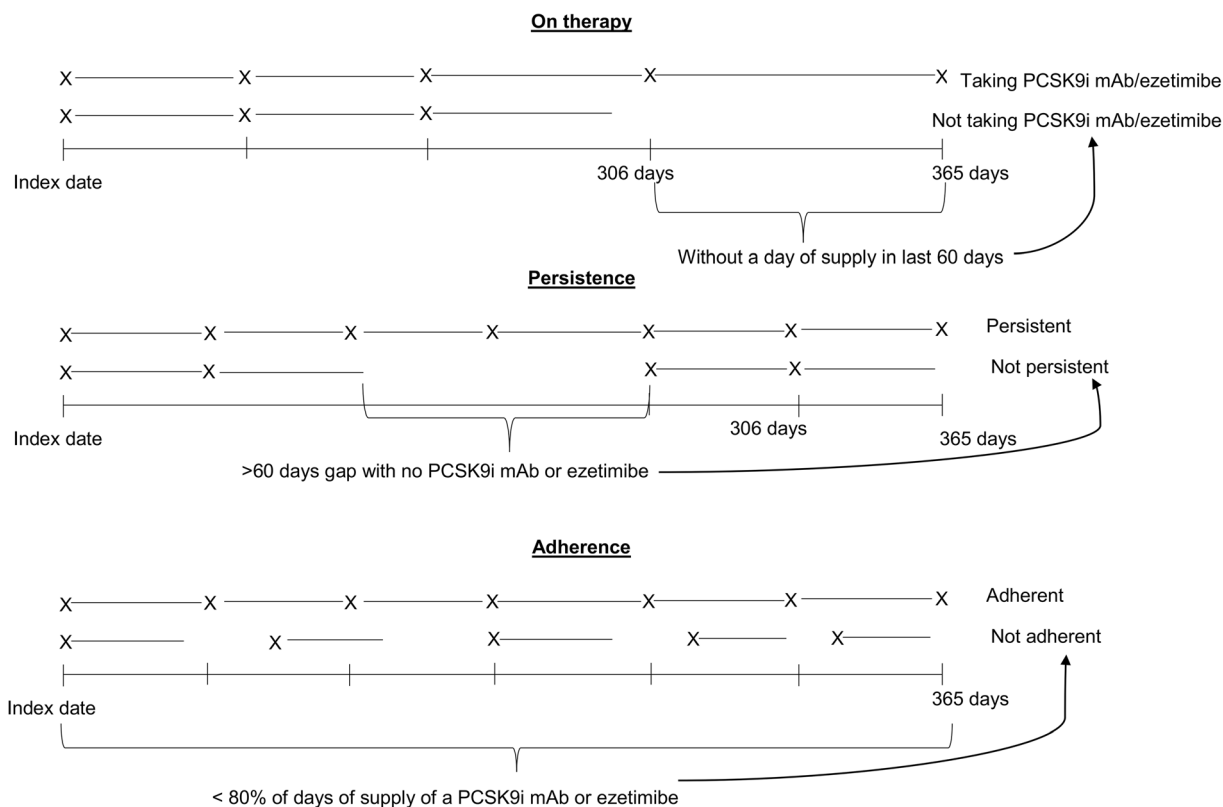 On therapy
X X X X X Taking PCSK9i mAb/ezetimibe
X X X Not taking PCSK9i mAb/ezetimibe
Index date 306 days 365 days
Without a day of supply in last 60 days
Persistence
X X X X X X X Persistent
X X X X Not persistent
Index date 306 days 365 days
>60 days gap with no PCSK9i mAb or ezetimibe
Adherence
X X X X X X X Adherent
X X X X X Not adherent
Index date 365 days
< 80% of days of supply of a PCSK9i mAb or ezetimibe